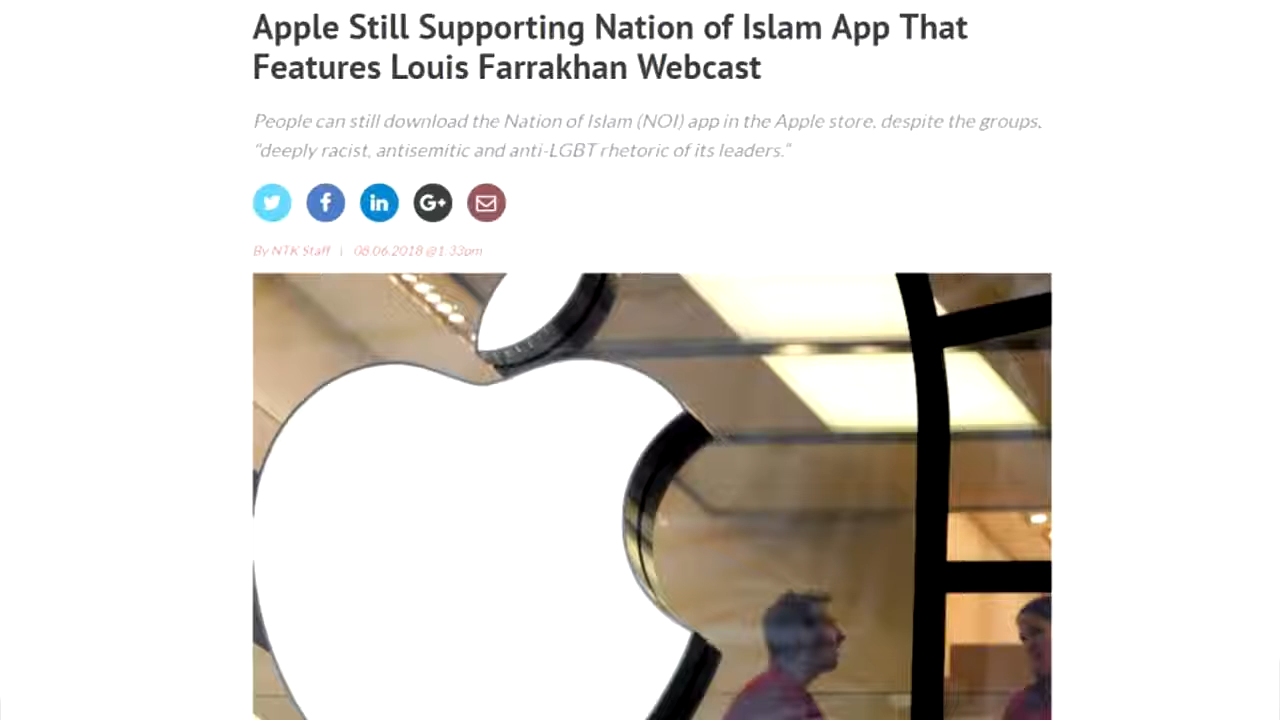 Apple Still Supporting Nation of Islam App That
Features Louis Farrakhan Webcast
People can still download the Nation of Islam (NOI) app in the Apple store, despite the groups,
"deeply racist, antisemitic and anti-LGBT rhetoric of its leaders."
f in G+
By NTK Staff | 08.06.2018 @1:33pm